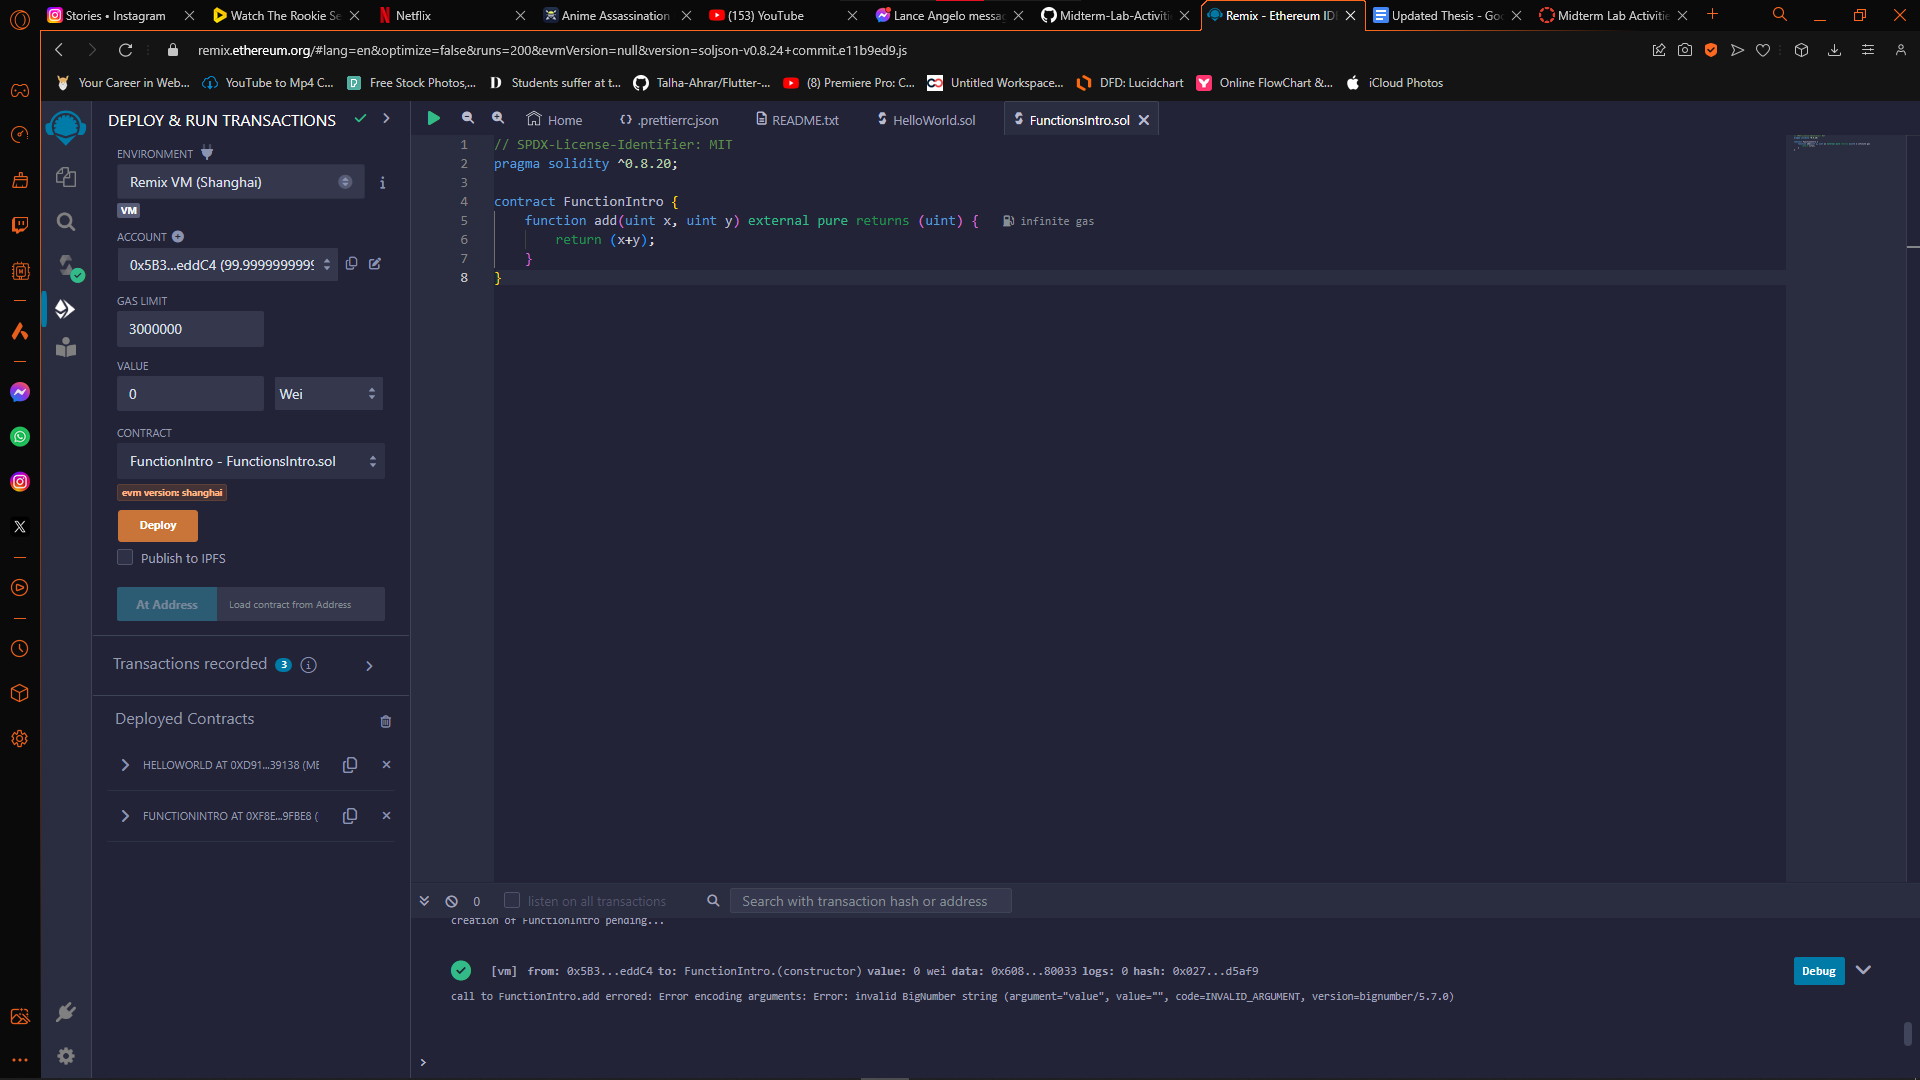 Stories • Instagram
Watch The Rookie Se
Netflix
Anime Assassination
(153) YouTube
Lance Angelo messag
Midterm-Lab-Activiti
Remix - Ethereum IDE
Updated Thesis - Goo
Midterm Lab Activitie
remix.ethereum.org/#lang=en&optimize=false&runs=200&evmVersion=null&version=soljson-v0.8.24+commit.e11b9ed9.js
Your Career in Web...
YouTube to Mp4 C...
Free Stock Photos,...
Students suffer at t...
Talha-Ahrar/Flutter-...
(8) Premiere Pro: C...
Untitled Workspace...
DFD: Lucidchart
Online FlowChart &...
iCloud Photos
DEPLOY & RUN TRANSACTIONS
ENVIRONMENT
Remix VM (Shanghai)
VM
ACCOUNT
0x5B3...eddC4 (99.9999999999
GAS LIMIT
3000000
VALUE
0
Wei
CONTRACT
FunctionIntro - FunctionsIntro.sol
evm version: shanghai
Deploy
Publish to IPFS
At Address
Load contract from Address
Transactions recorded 3
Deployed Contracts
HELLOWORLD AT 0XD91...39138 (ME
FUNCTIONINTRO AT 0XF8E...9FBE8 (
Home
.prettierrc.json
README.txt
HelloWorld.sol
FunctionsIntro.sol
1 // SPDX-License-Identifier: MIT
2 pragma solidity ^0.8.20;
3
4 contract FunctionIntro {
5 function add(uint x, uint y) external pure returns (uint) { infinite gas
6 return (x+y);
7 }
8 }
0
listen on all transactions
Search with transaction hash or address
creation of FunctionIntro pending...
[vm] from: 0x5B3...eddC4 to: FunctionIntro.(constructor) value: 0 wei data: 0x608...80033 logs: 0 hash: 0x027...d5af9
Debug
call to FunctionIntro.add errored: Error encoding arguments: Error: invalid BigNumber string (argument="value", value="", code=INVALID_ARGUMENT, version=bignumber/5.7.0)
>